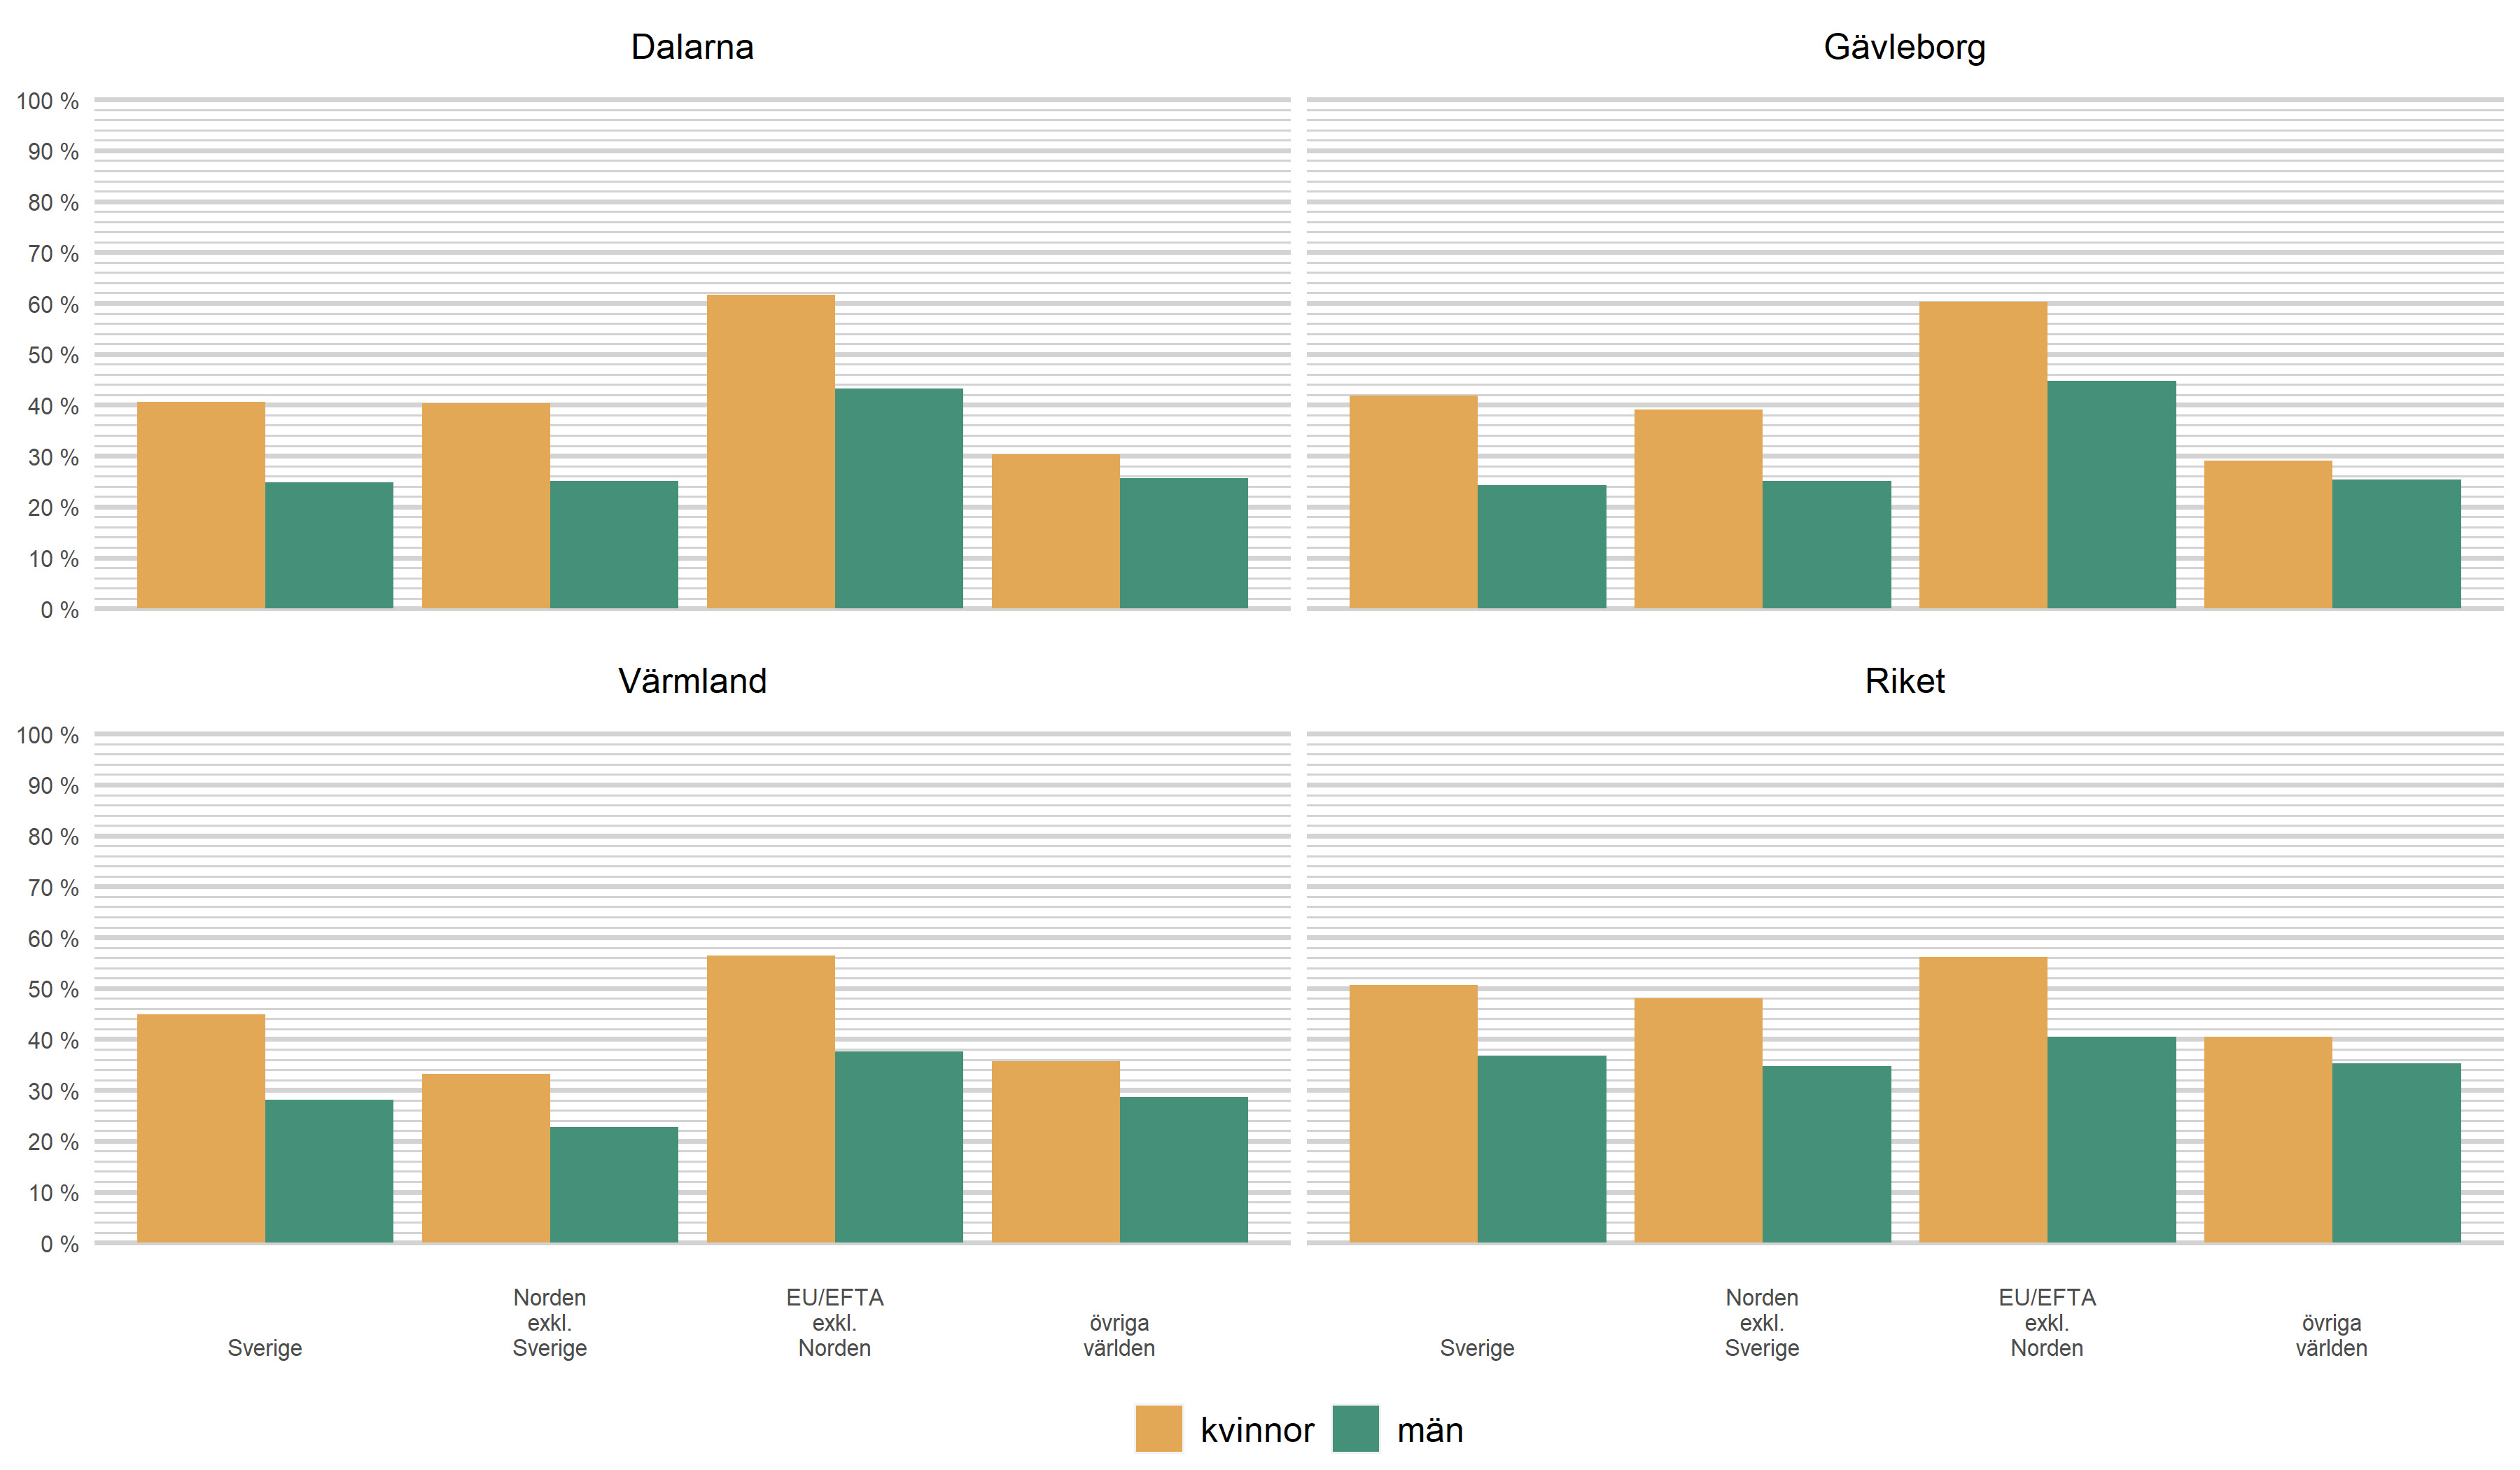 Dalarna
Gävleborg
100 %
90 %
80 %
70 %
60 %
50 %
40 %
30 %
20 %
10 %
0 %
Värmland
Riket
100 %
90 %
80 %
70 %
60 %
50 %
40 %
30 %
20 %
10 %
0 %
Sverige
Norden
exkl.
Sverige
EU/EFTA
exkl.
Norden
övriga
världen
Sverige
Norden
exkl.
Sverige
EU/EFTA
exkl.
Norden
övriga
världen
kvinnor
män